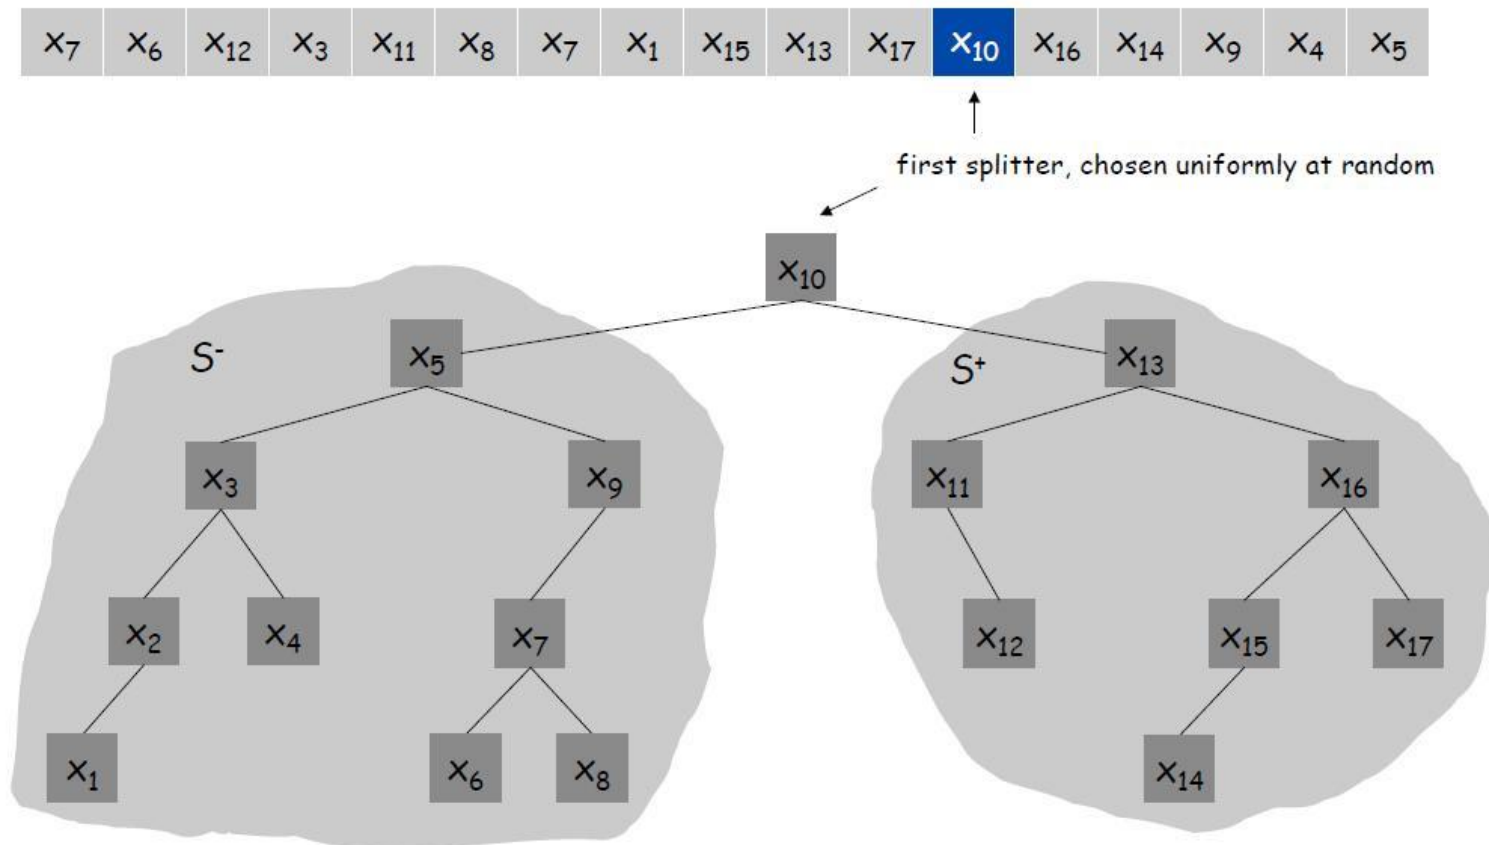 x₇ x₆ x₁₂ x₃ x₁₁ x₈ x₇ x₁ x₁₅ x₁₃ x₁₇ x₁₀ x₁₆ x₁₄ x₉ x₄ x₅
first splitter, chosen uniformly at random
x₁₀
S⁻ x₅ S⁺ x₁₃
x₃ x₉ x₁₁ x₁₆
x₂ x₄ x₇ x₁₂ x₁₅ x₁₇
x₁ x₆ x₈ x₁₄